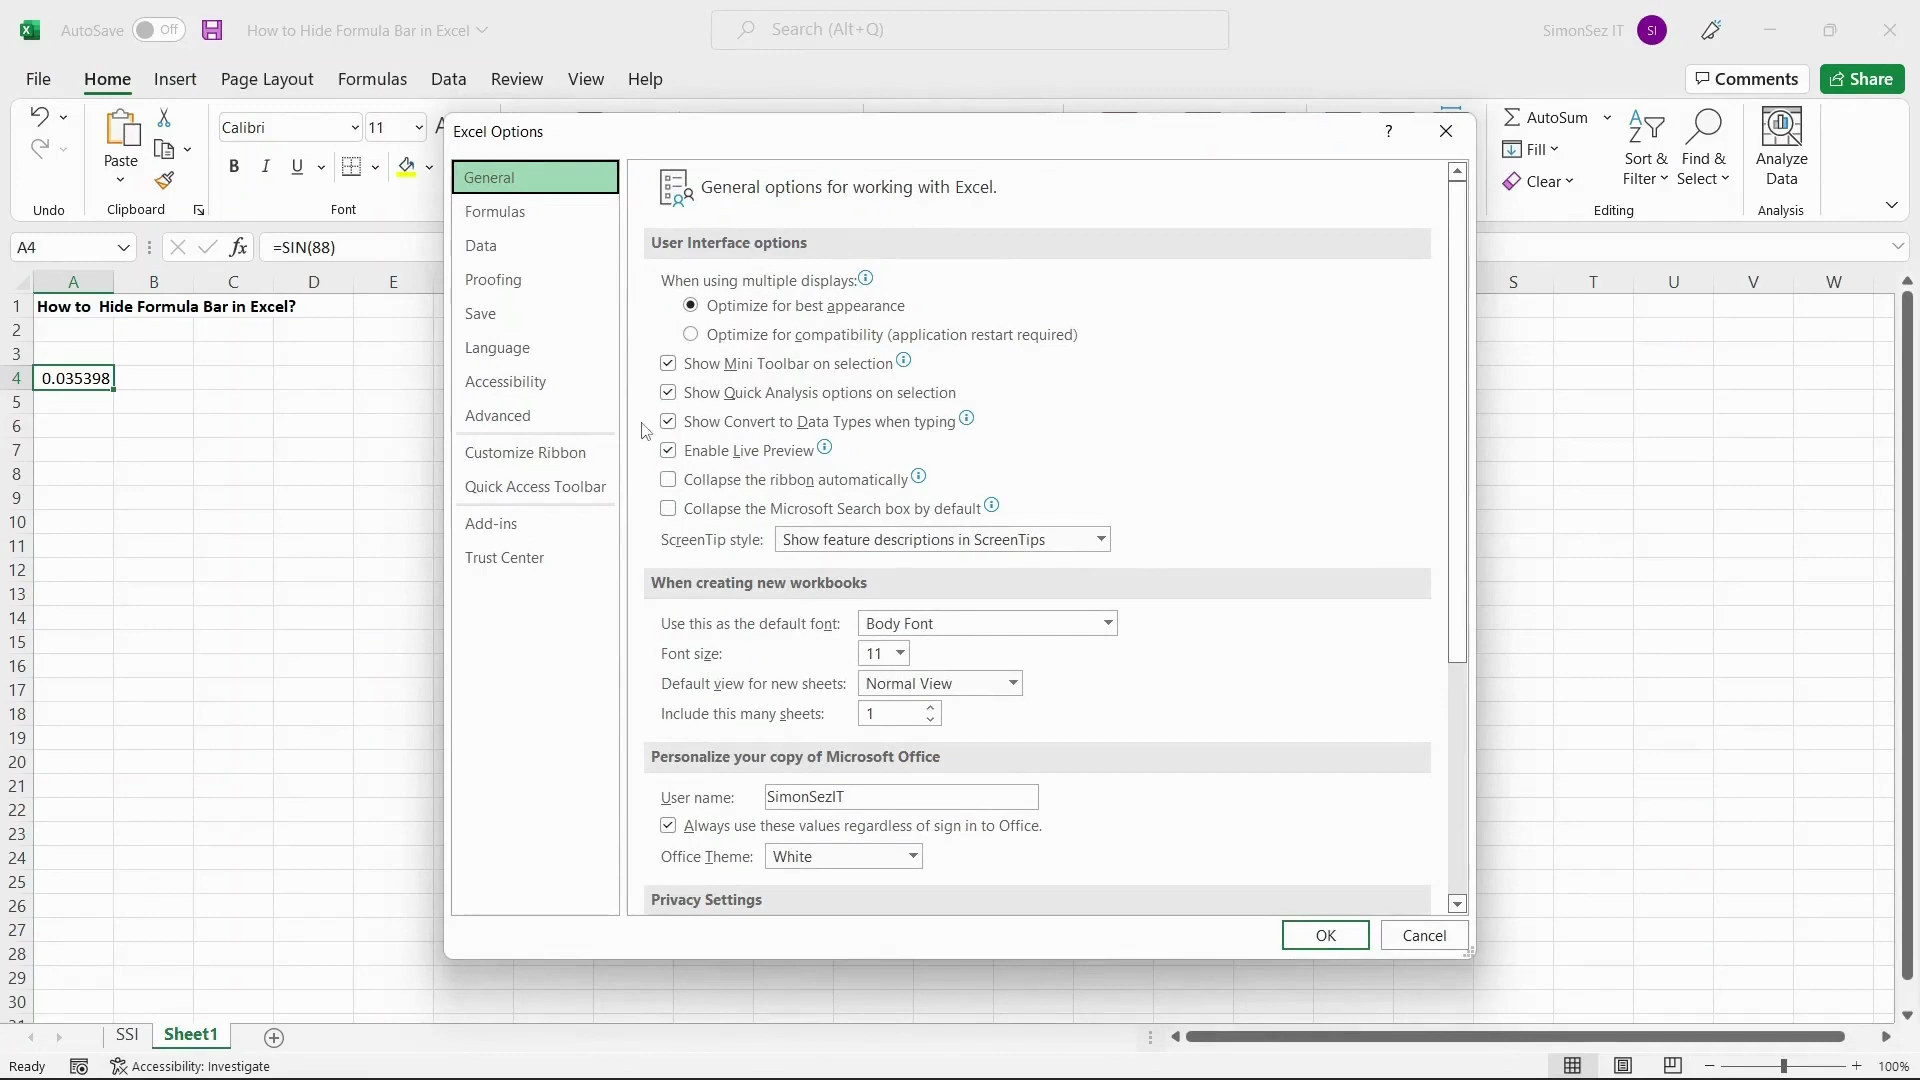 AutoSave Off How to Hide Formula Bar in Excel Search (Alt+Q) SimonSez IT SI
File Home Insert Page Layout Formulas Data Review View Help Comments Share
Paste
Calibri 11
B I U
Undo Clipboard Font
AutoSum
Fill
Clear
Sort & Filter
Find & Select
Analyze Data
Editing Analysis
A4 fx =SIN(88)
A B C D E S T U V W
1 How to Hide Formula Bar in Excel?
2
3
4 0.035398
5
6
7
8
9
10
11
12
13
14
15
16
17
18
19
20
21
22
23
24
25
26
27
28
29
30
Excel Options ?
General
Formulas
Data
Proofing
Save
Language
Accessibility
Advanced
Customize Ribbon
Quick Access Toolbar
Add-ins
Trust Center
General options for working with Excel.
User Interface options
When using multiple displays:
Optimize for best appearance
Optimize for compatibility (application restart required)
Show Mini Toolbar on selection
Show Quick Analysis options on selection
Show Convert to Data Types when typing
Enable Live Preview
Collapse the ribbon automatically
Collapse the Microsoft Search box by default
ScreenTip style: Show feature descriptions in ScreenTips
When creating new workbooks
Use this as the default font: Body Font
Font size: 11
Default view for new sheets: Normal View
Include this many sheets: 1
Personalize your copy of Microsoft Office
User name: SimonSezIT
Always use these values regardless of sign in to Office.
Office Theme: White
Privacy Settings
OK Cancel
SSI Sheet1
Ready Accessibility: Investigate 100%